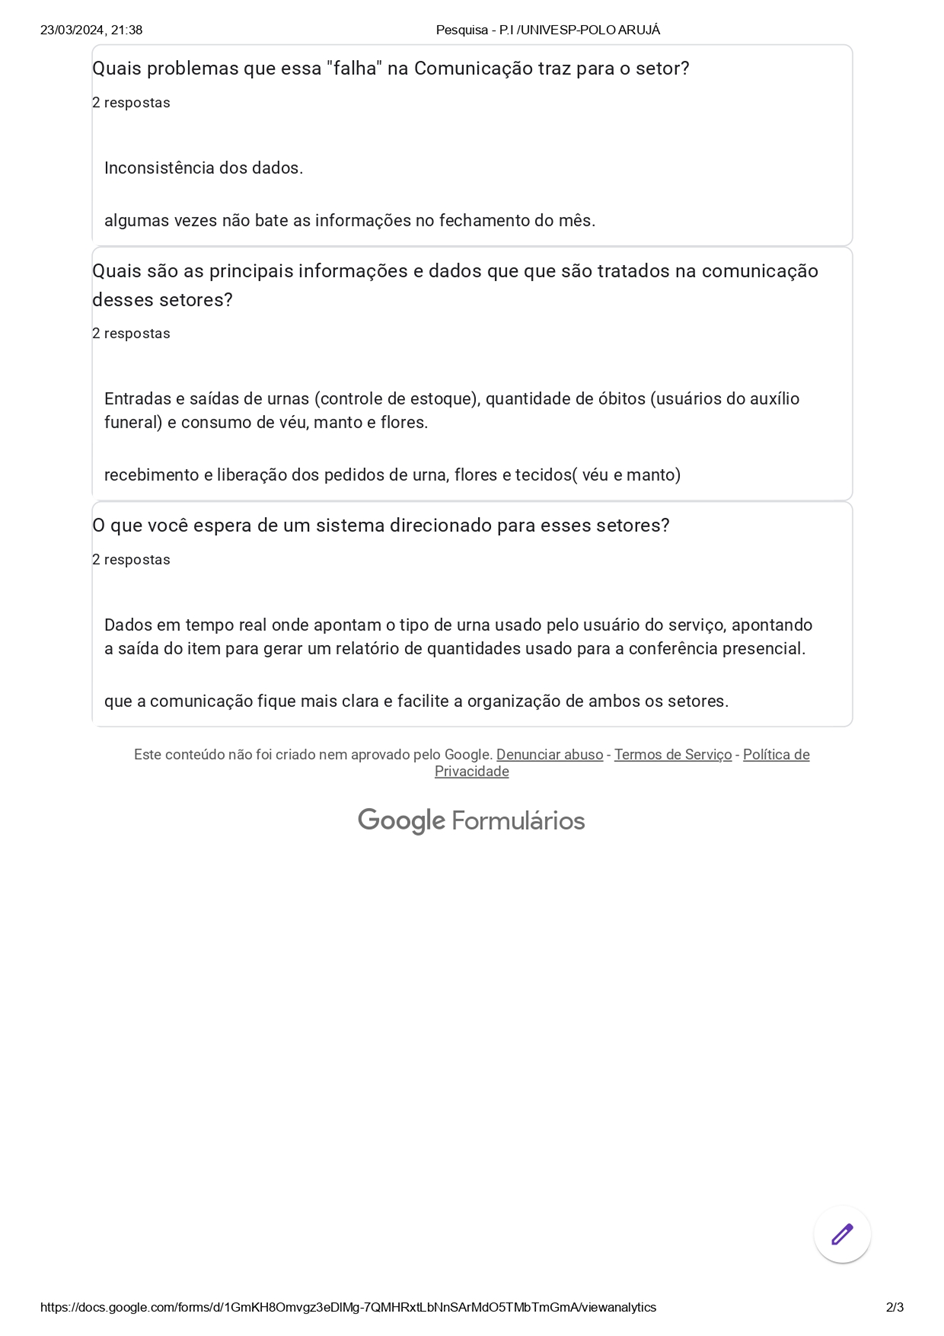 23/03/2024, 21:38 Pesquisa - P.I /UNIVESP-POLO ARUJÁ
Quais problemas que essa "falha" na Comunicação traz para o setor?
2 respostas
Inconsistência dos dados.
algumas vezes não bate as informações no fechamento do mês.
Quais são as principais informações e dados que que são tratados na comunicação
desses setores?
2 respostas
Entradas e saídas de urnas (controle de estoque), quantidade de óbitos (usuários do auxílio
funeral) e consumo de véu, manto e flores.
recebimento e liberação dos pedidos de urna, flores e tecidos( véu e manto)
O que você espera de um sistema direcionado para esses setores?
2 respostas
Dados em tempo real onde apontam o tipo de urna usado pelo usuário do serviço, apontando
a saída do item para gerar um relatório de quantidades usado para a conferência presencial.
que a comunicação fique mais clara e facilite a organização de ambos os setores.
Este conteúdo não foi criado nem aprovado pelo Google. Denunciar abuso - Termos de Serviço - Política de
Privacidade
Google Formulários
https://docs.google.com/forms/d/1GmKH8Omvgz3eDlMg-7QMHRxtLbNnSArMdO5TMbTmGmA/viewanalytics 2/3